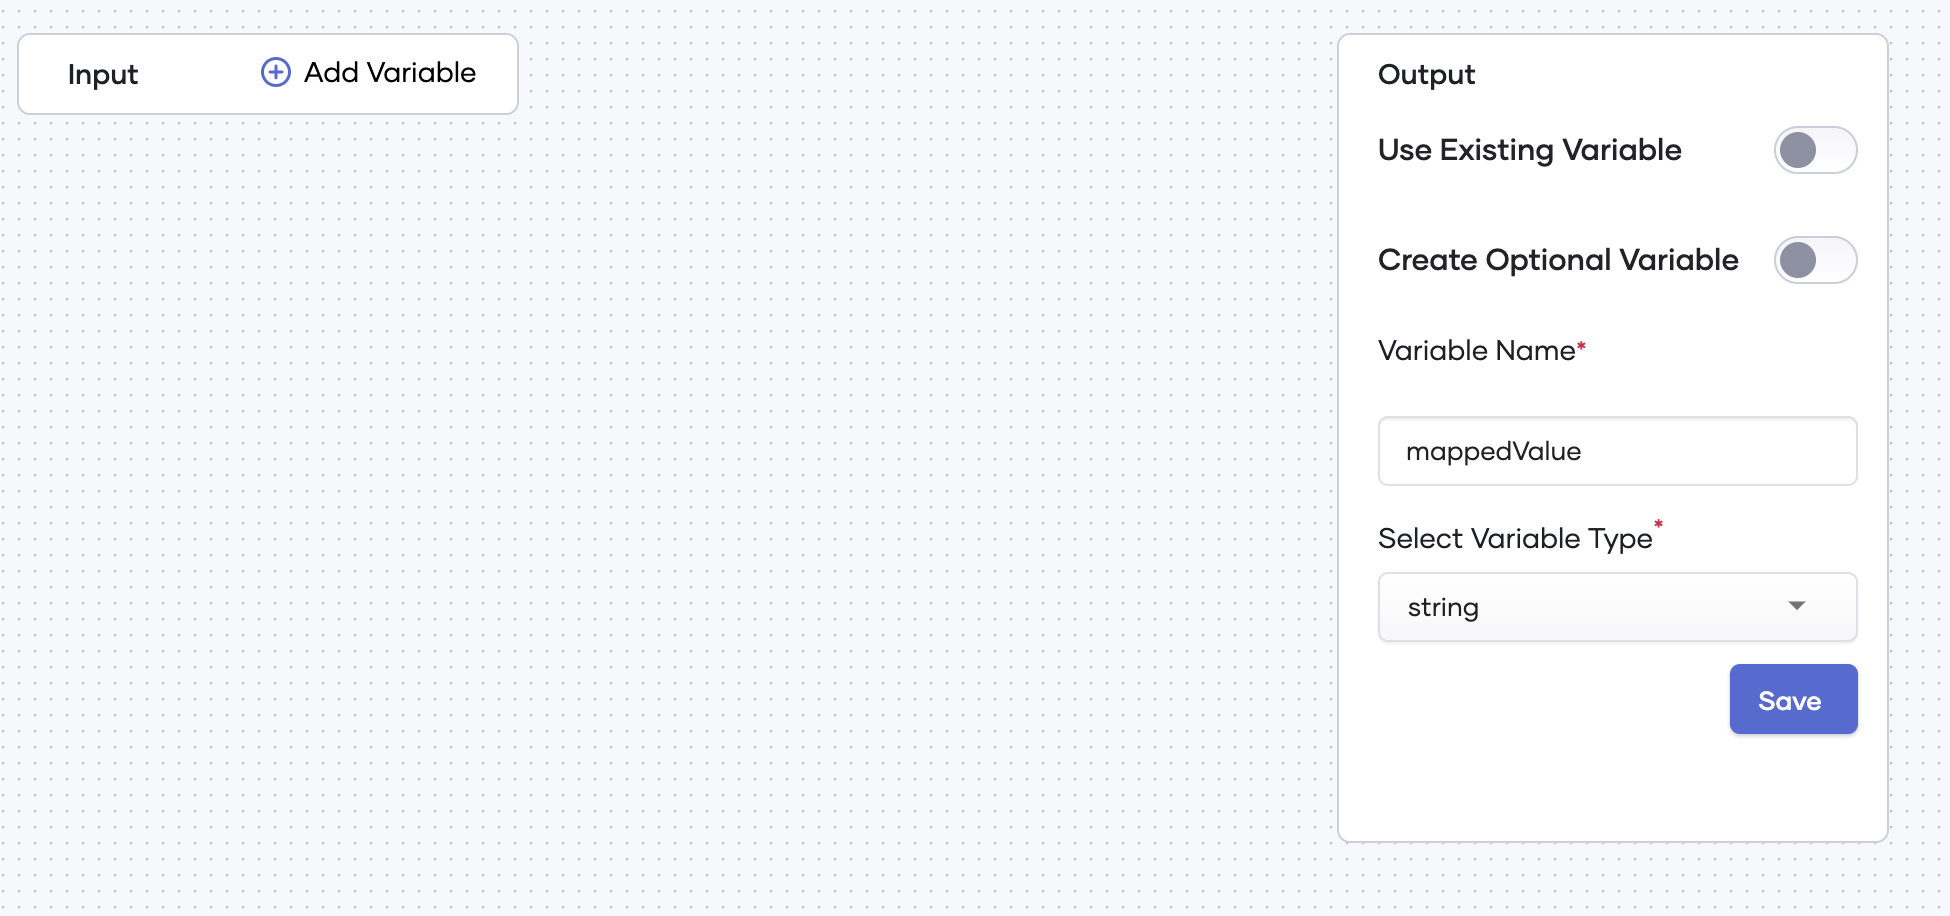 Input
Add Variable
Output
Use Existing Variable
Create Optional Variable
Variable Name*
mappedValue
Select Variable Type*
string
Save